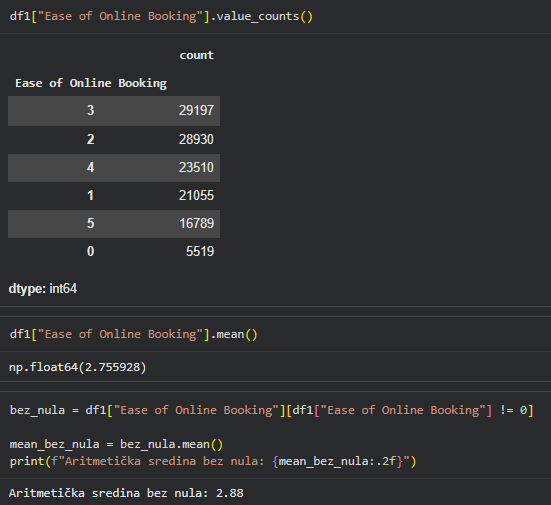 df1["Ease of Online Booking"].value_counts()
count
Ease of Online Booking
3 29197
2 28930
4 23510
1 21055
5 16789
0 5519
dtype: int64
df1["Ease of Online Booking"].mean()
np.float64(2.755928)
bez_nula = df1["Ease of Online Booking"][df1["Ease of Online Booking"] != 0]
mean_bez_nula = bez_nula.mean()
print(f"Aritmetička sredina bez nula: {mean_bez_nula:.2f}")
Aritmetička sredina bez nula: 2.88